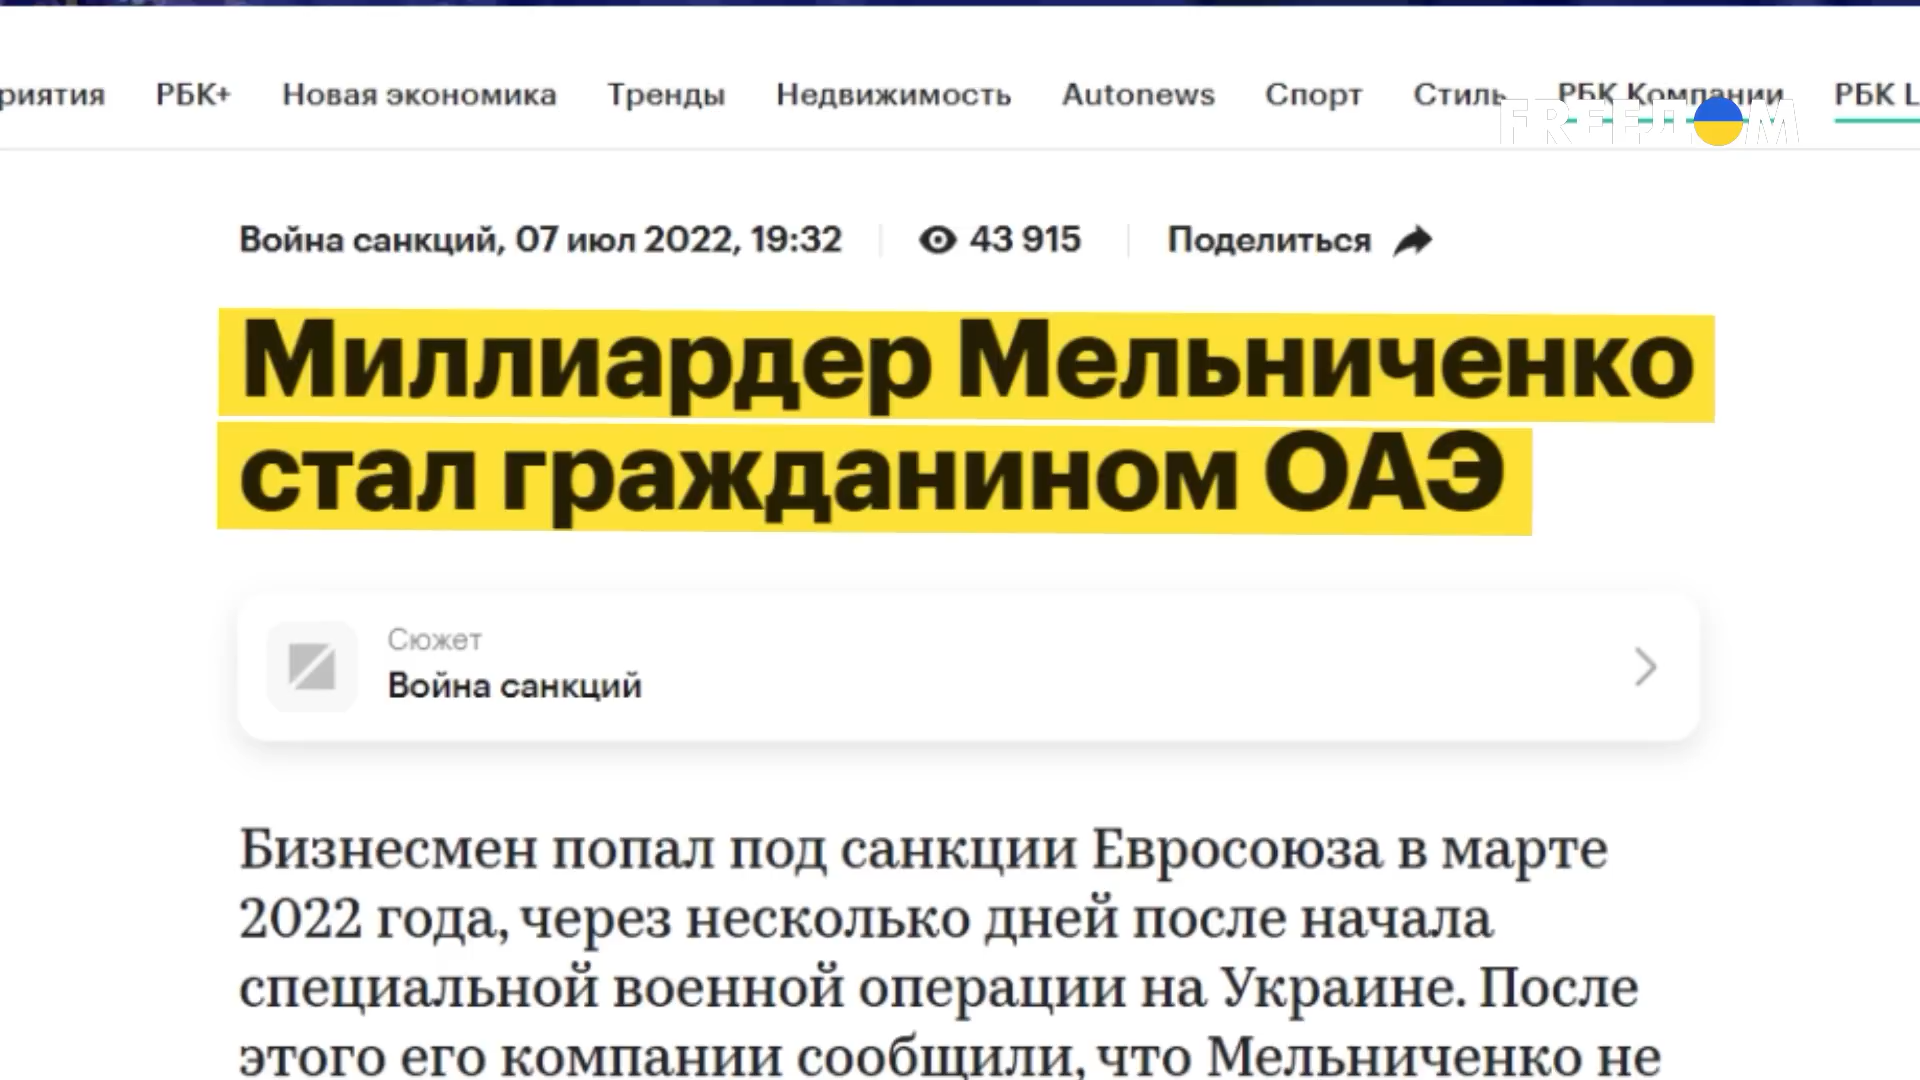 риятия РБК+ Новая экономика Тренды Недвижимость Autonews Спорт Стиль РБК Компании РБК L
FREEДOM
Война санкций, 07 июл 2022, 19:32 43 915 Поделиться
Миллиардер Мельниченко
стал гражданином ОАЭ
Сюжет
Война санкций
Бизнесмен попал под санкции Евросоюза в марте
2022 года, через несколько дней после начала
специальной военной операции на Украине. После
этого его компании сообщили, что Мельниченко не